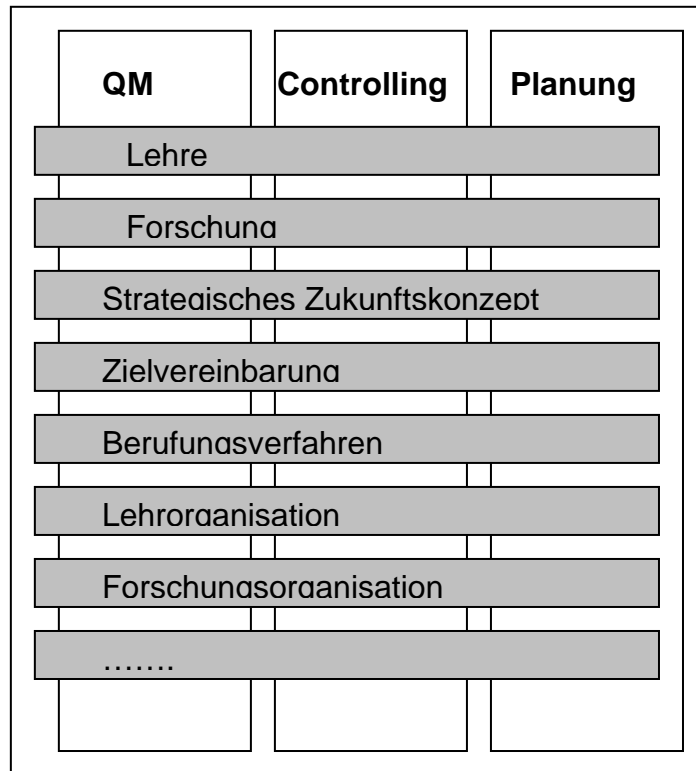 QM Controlling Planung
Lehre
Forschung
Strategisches Zukunftskonzept
Zielvereinbarung
Berufungsverfahren
Lehrorganisation
Forschungsorganisation
…….